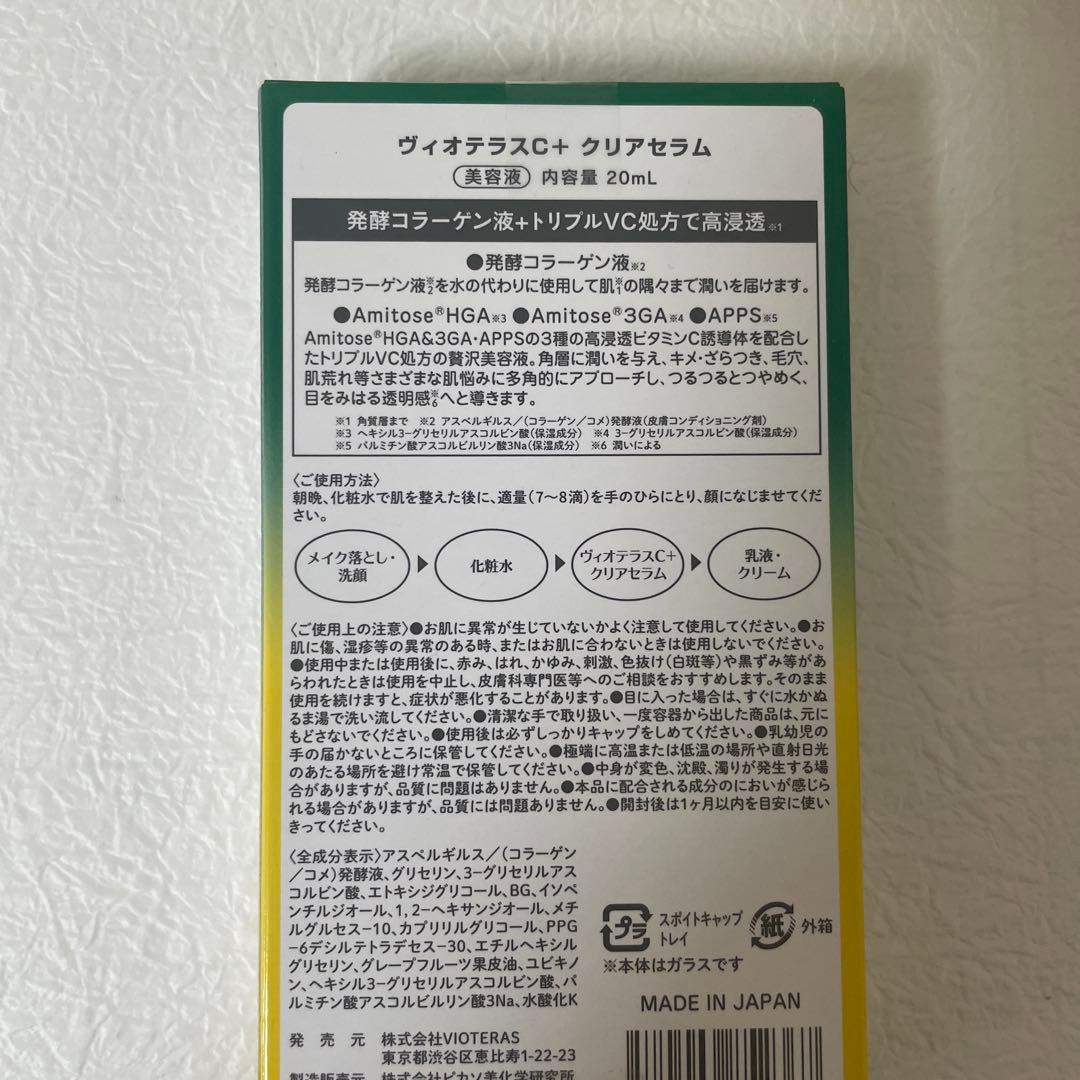 ヴィオテラスC+ クリアセラム
美容液 内容量 20mL
発酵コラーゲン液+トリプルVC処方で高浸透※1
●発酵コラーゲン液※2
発酵コラーゲン液※2を水の代わりに使用して肌※1の隅々まで潤いを届けます。
●Amitose®HGA※3 ●Amitose®3GA※4 ●APPS※5
Amitose®HGA&3GA・APPSの3種の高浸透ビタミンC誘導体を配合し
たトリプルVC処方の贅沢美容液。角層に潤いを与え、キメ・ざらつき、毛穴、
肌荒れ等さまざまな肌悩みに多角的にアプローチし、つるつるとつやめく、
目をみはる透明感※6へと導きます。
※1 角質層まで ※2 アスペルギルス/(コラーゲン/コメ)発酵液(皮膚コンディショニング剤)
※3 ヘキシル3-グリセリルアスコルビン酸(保湿成分) ※4 3-グリセリルアスコルビン酸(保湿成分)
※5 パルミチン酸アスコルビルリン酸3Na(保湿成分) ※6 潤いによる
〈ご使用方法〉
朝晩、化粧水で肌を整えた後に、適量(7〜8滴)を手のひらにとり、顔になじませてくだ
さい。
メイク落とし・
洗顔
化粧水
ヴィオテラスC+
クリアセラム
乳液・
クリーム
〈ご使用上の注意〉●お肌に異常が生じていないかよく注意して使用してください。●お
肌に傷、湿疹等の異常のある時、またはお肌に合わないときは使用しないでください。
●使用中または使用後に、赤み、はれ、かゆみ、刺激、色抜け(白斑等)や黒ずみ等があ
らわれたときは使用を中止し、皮膚科専門医等へのご相談をおすすめします。そのまま
使用を続けますと、症状が悪化することがあります。●目に入った場合は、すぐに水かぬ
るま湯で洗い流してください。●清潔な手で取り扱い、一度容器から出した商品は、元に
もどさないでください。●使用後は必ずしっかりキャップをしめてください。●乳幼児の
手の届かないところに保管してください。●極端に高温または低温の場所や直射日光
のあたる場所を避け常温で保管してください。●中身が変色、沈殿、濁りが発生する場
合がありますが、品質に問題はありません。●本品に配合される成分のにおいが感じら
れる場合がありますが、品質には問題ありません。●開封後は1ヶ月以内を目安に使い
きってください。
〈全成分表示〉アスペルギルス/(コラーゲン
/コメ)発酵液、グリセリン、3-グリセリルアス
コルビン酸、エトキシジグリコール、BG、イソペ
ンチルジオール、1,2-ヘキサンジオール、メチ
ルグルセス-10、カプリリルグリコール、PPG
-6デシルテトラデセス-30、エチルヘキシル
グリセリン、グレープフルーツ果皮油、ユビキノ
ン、ヘキシル3-グリセリルアスコルビン酸、パル
ミチン酸アスコルビルリン酸3Na、水酸化K
プラ
スポイトキャップ
トレイ
紙
外箱
※本体はガラスです
MADE IN JAPAN
発売元 株式会社VIOTERAS
東京都渋谷区恵比寿1-22-23
製造販売元 株式会社ピカソ美化学研究所